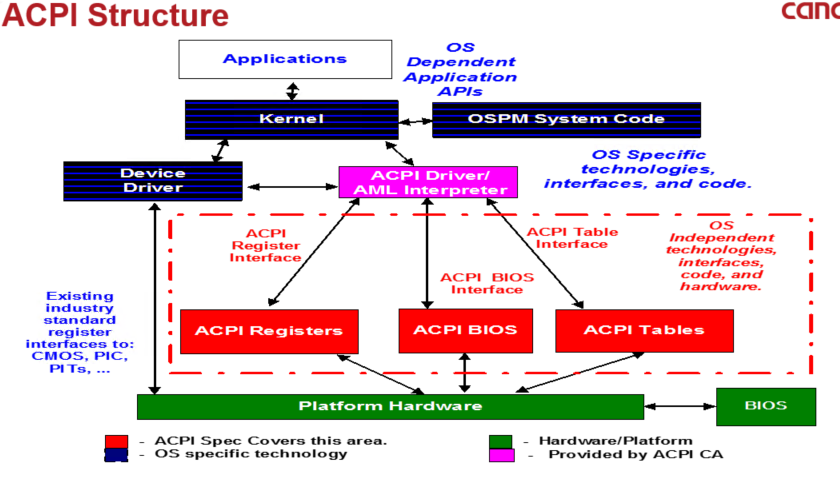 ACPI Structure
Applications
OS
Dependent
Application
APIs
Kernel
OSPM System Code
OS Specific
technologies,
interfaces, and code.
Device
Driver
ACPI Driver/
AML Interpreter
ACPI
Register
Interface
ACPI BIOS
Interface
ACPI Table
Interface
OS
Independent
technologies,
interfaces,
code, and
hardware.
Existing
industry
standard
register
interfaces to:
CMOS, PIC,
PITs, ...
ACPI Registers
ACPI BIOS
ACPI Tables
Platform Hardware
BIOS
- ACPI Spec Covers this area.
- OS specific technology
- Hardware/Platform
- Provided by ACPI CA